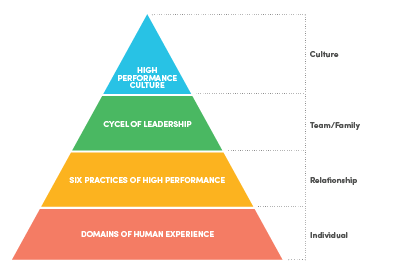 HIGH
PERFORMANCE
CULTURE
Culture
CYCEL OF LEADERSHIP
Team/Family
SIX PRACTICES OF HIGH PERFORMANCE
Relationship
DOMAINS OF HUMAN EXPERIENCE
Individual